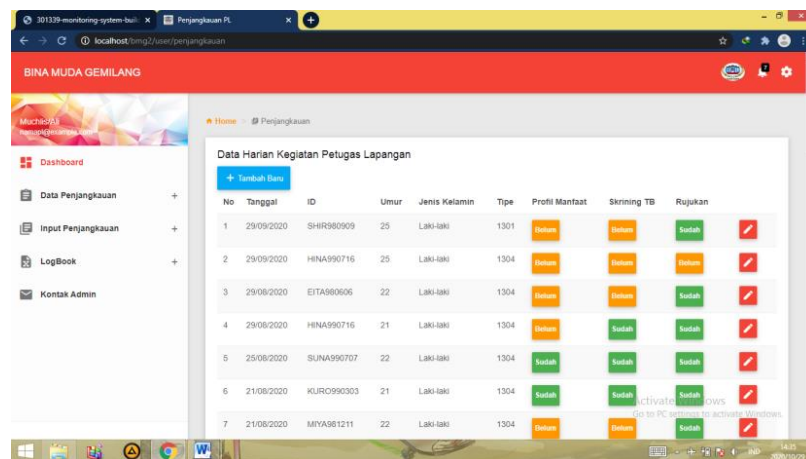 301339-monitoring-system-buil
Penjangkauan PL
localhost/bmg2/user/penjangkauan
BINA MUDA GEMILANG
Muchlis/Ali
Home
Penjangkauan
Dashboard
Data Penjangkauan +
Input Penjangkauan +
LogBook +
Kontak Admin
Data Harian Kegiatan Petugas Lapangan
+ Tambah Baru
No Tanggal ID Umur Jenis Kelamin Tipe Profil Manfaat Skrining TB Rujukan
1 29/09/2020 SHIR980909 25 Laki-laki 1301 Belum Belum Sudah
2 29/09/2020 HINA990716 25 Laki-laki 1304 Belum Belum Belum
3 29/08/2020 EITA980606 22 Laki-laki 1304 Belum Belum Sudah
4 29/08/2020 HINA990716 21 Laki-laki 1304 Belum Sudah Sudah
5 25/08/2020 SUNA990707 22 Laki-laki 1304 Sudah Sudah Sudah
6 21/08/2020 KURO990303 21 Laki-laki 1304 Sudah Sudah Sudah
7 21/08/2020 MIYA981211 22 Laki-laki 1304 Belum Belum Sudah
Activate Windows
Go to PC settings to activate Windows.
IND
14:35